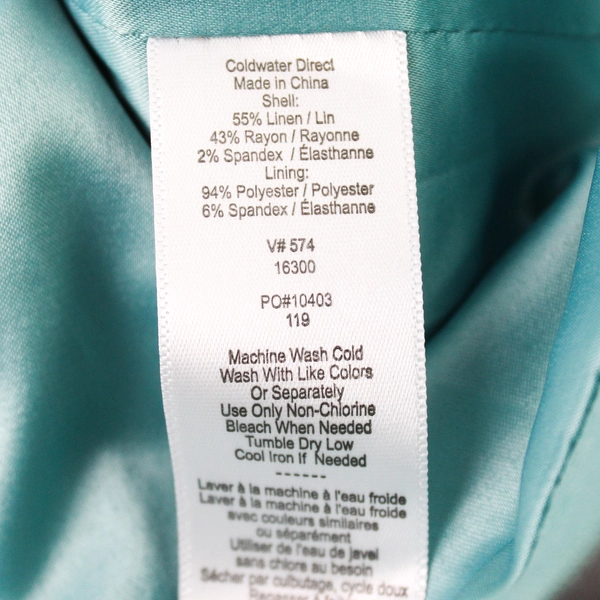 Coldwater Direct
Made in China
Shell:
55% Linen / Lin
43% Rayon / Rayonne
2% Spandex / Élasthanne
Lining:
94% Polyester / Polyester
6% Spandex / Élasthanne
V# 574
16300
PO#10403
119
Machine Wash Cold
Wash With Like Colors
Or Separately
Use Only Non-Chlorine
Bleach When Needed
Tumble Dry Low
Cool Iron If Needed
------
Laver à la machine à l'eau froide
Laver à la machine à l'eau froide
avec couleurs similaires
ou séparément
Utiliser de l'eau de javel
sans chlore au besoin
Sécher par culbutage, cycle doux